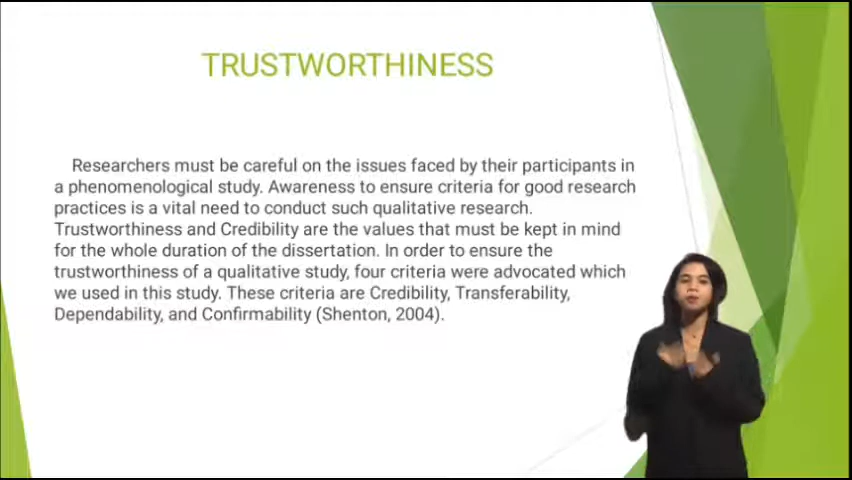 TRUSTWORTHINESS
Researchers must be careful on the issues faced by their participants in
a phenomenological study. Awareness to ensure criteria for good research
practices is a vital need to conduct such qualitative research.
Trustworthiness and Credibility are the values that must be kept in mind
for the whole duration of the dissertation. In order to ensure the
trustworthiness of a qualitative study, four criteria were advocated which
we used in this study. These criteria are Credibility, Transferability,
Dependability, and Confirmability (Shenton, 2004).